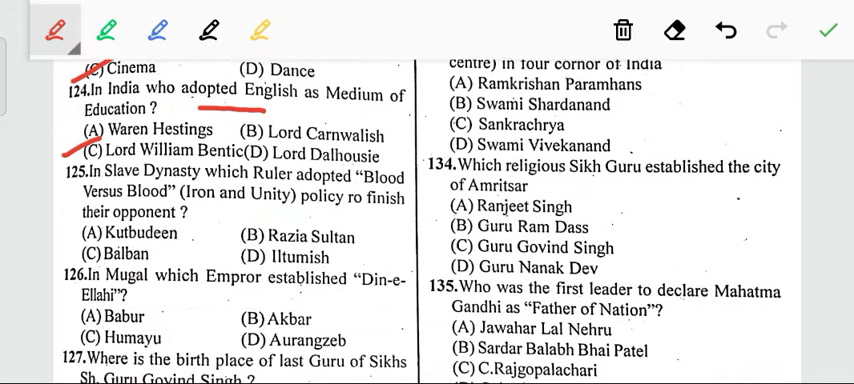 (C) Cinema (D) Dance
124.In India who adopted English as Medium of
Education ?
(A) Waren Hestings (B) Lord Carnwalish
(C) Lord William Bentic(D) Lord Dalhousie
125.In Slave Dynasty which Ruler adopted “Blood
Versus Blood” (Iron and Unity) policy ro finish
their opponent ?
(A) Kutbudeen (B) Razia Sultan
(C) Balban (D) Iltumish
126.In Mugal which Empror established “Din-e-
Ellahi”?
(A) Babur (B) Akbar
(C) Humayu (D) Aurangzeb
127.Where is the birth place of last Guru of Sikhs
Sh. Guru Govind Singh ?
centre) in four cornor of India
(A) Ramkrishan Paramhans
(B) Swami Shardanand
(C) Sankrachrya
(D) Swami Vivekanand
134.Which religious Sikh Guru established the city
of Amritsar
(A) Ranjeet Singh
(B) Guru Ram Dass
(C) Guru Govind Singh
(D) Guru Nanak Dev
135.Who was the first leader to declare Mahatma
Gandhi as “Father of Nation”?
(A) Jawahar Lal Nehru
(B) Sardar Balabh Bhai Patel
(C) C.Rajgopalachari